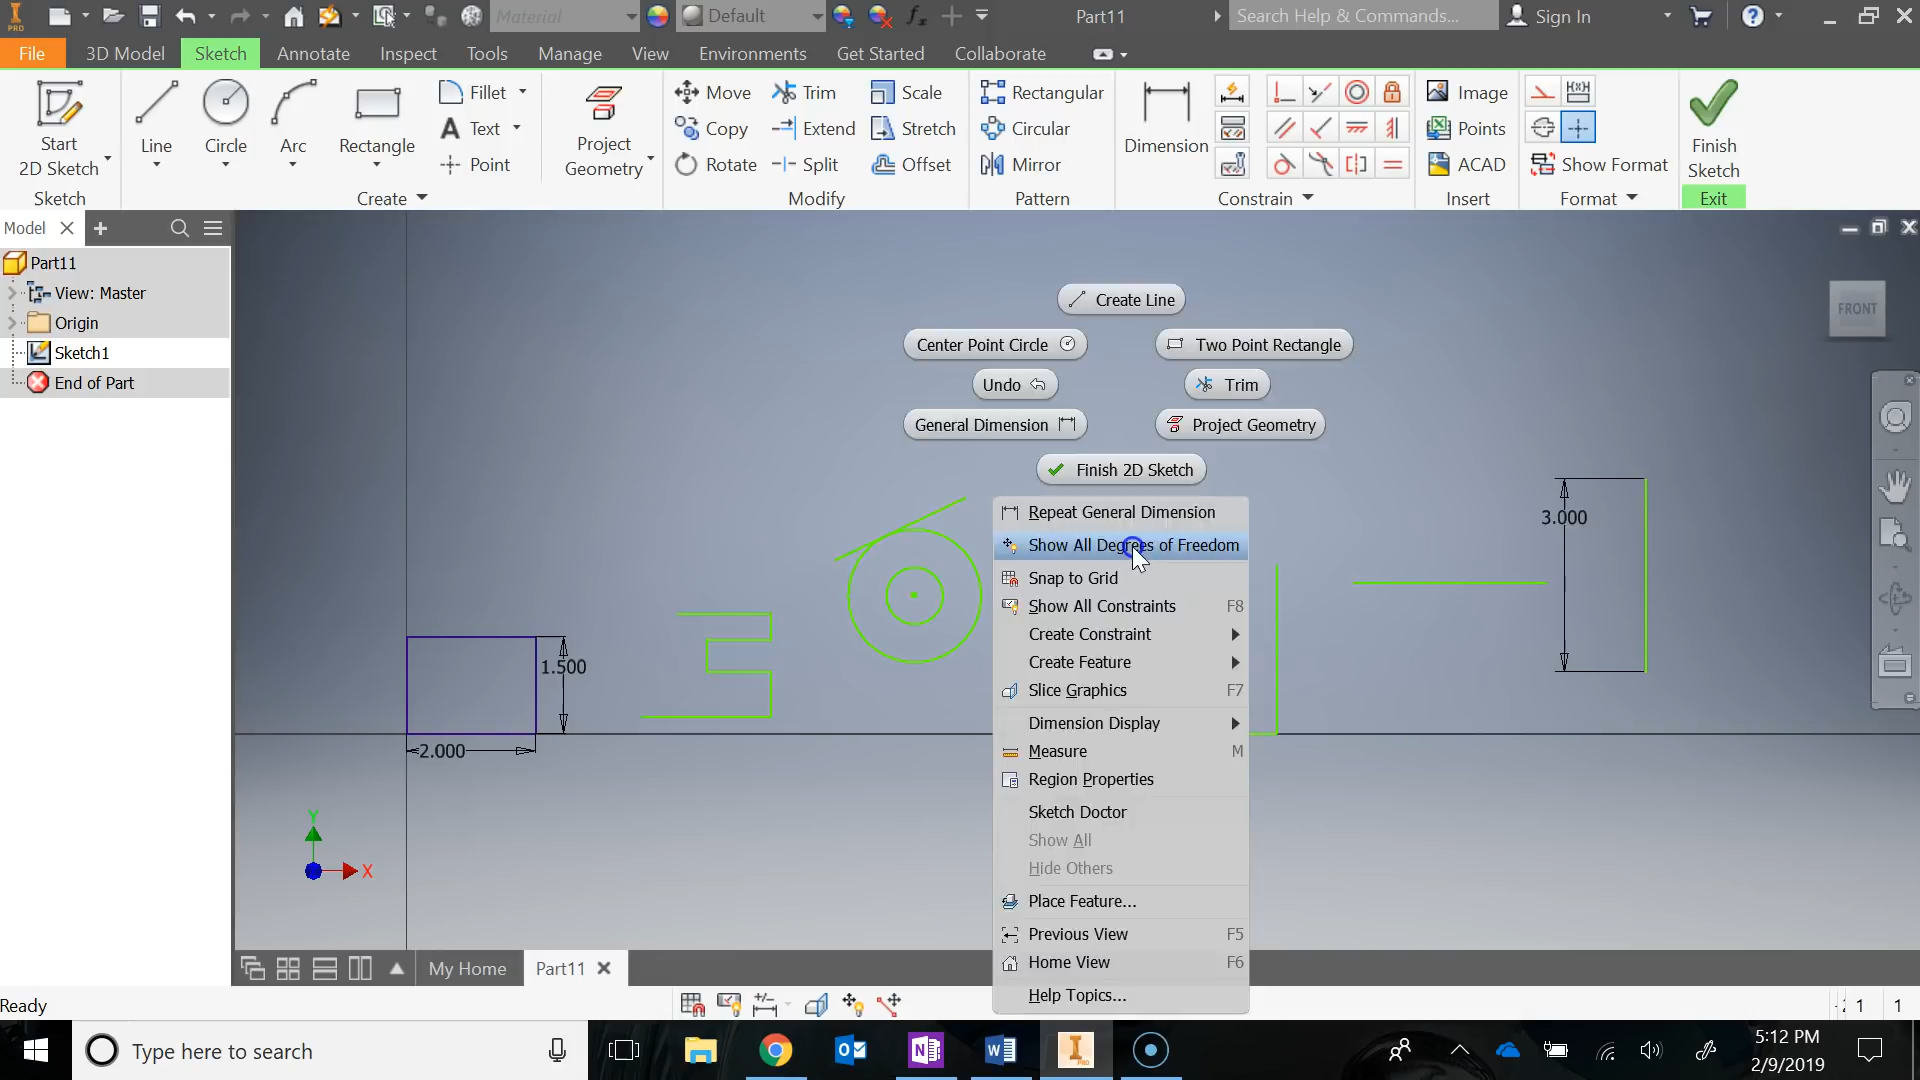 PRO
Material
Default
Part11
Search Help & Commands...
Sign In
File
3D Model
Sketch
Annotate
Inspect
Tools
Manage
View
Environments
Get Started
Collaborate
Start
2D Sketch
Line
Circle
Arc
Rectangle
Fillet
Text
Point
Project
Geometry
Move
Copy
Rotate
Trim
Extend
Split
Scale
Stretch
Offset
Rectangular
Circular
Mirror
Dimension
Image
Points
ACAD
Show Format
Finish
Sketch
Sketch
Create
Modify
Pattern
Constrain
Insert
Format
Exit
Model
Part11
View: Master
Origin
Sketch1
End of Part
FRONT
Create Line
Center Point Circle
Two Point Rectangle
Undo
Trim
General Dimension
Project Geometry
Finish 2D Sketch
Repeat General Dimension
Show All Degrees of Freedom
Snap to Grid
Show All Constraints F8
Create Constraint
Create Feature
Slice Graphics F7
Dimension Display
Measure M
Region Properties
Sketch Doctor
Show All
Hide Others
Place Feature...
Previous View F5
Home View F6
Help Topics...
1.500
2.000
3.000
Y
X
My Home
Part11
Ready
1 1
Type here to search
5:12 PM
2/9/2019